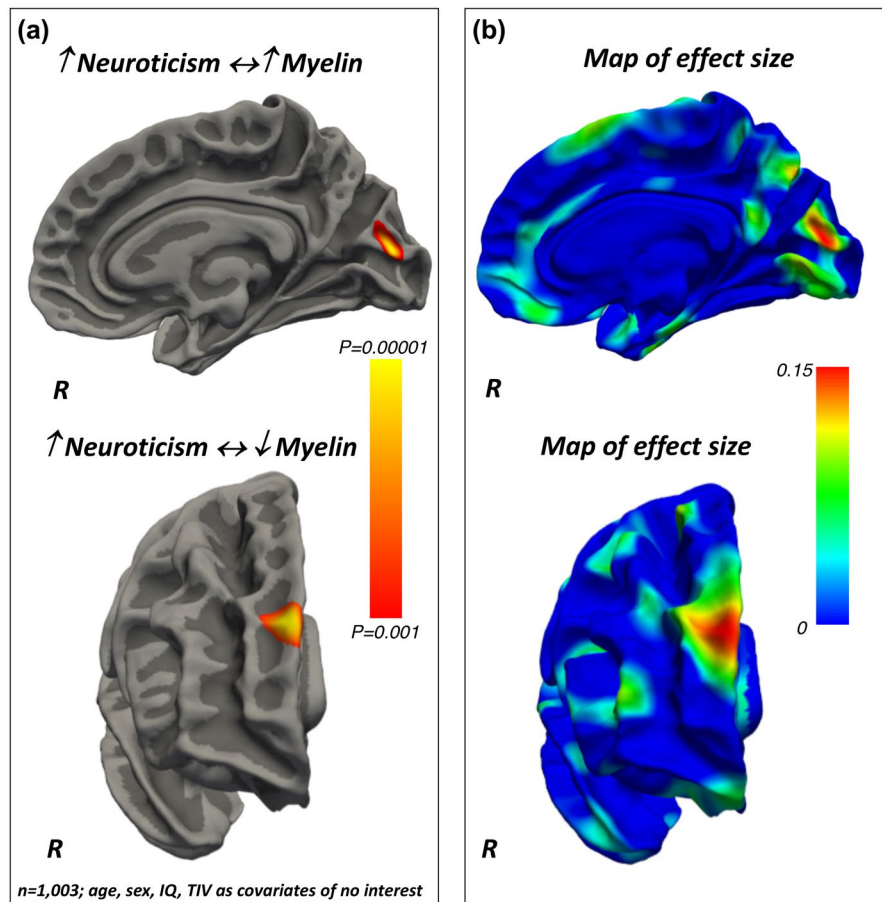 (a)
↑Neuroticism ↔↑Myelin
P=0.00001
R
↑Neuroticism ↔ ↓Myelin
P=0.001
R
n=1,003; age, sex, IQ, TIV as covariates of no interest
(b)
Map of effect size
R
0.15
Map of effect size
0
R